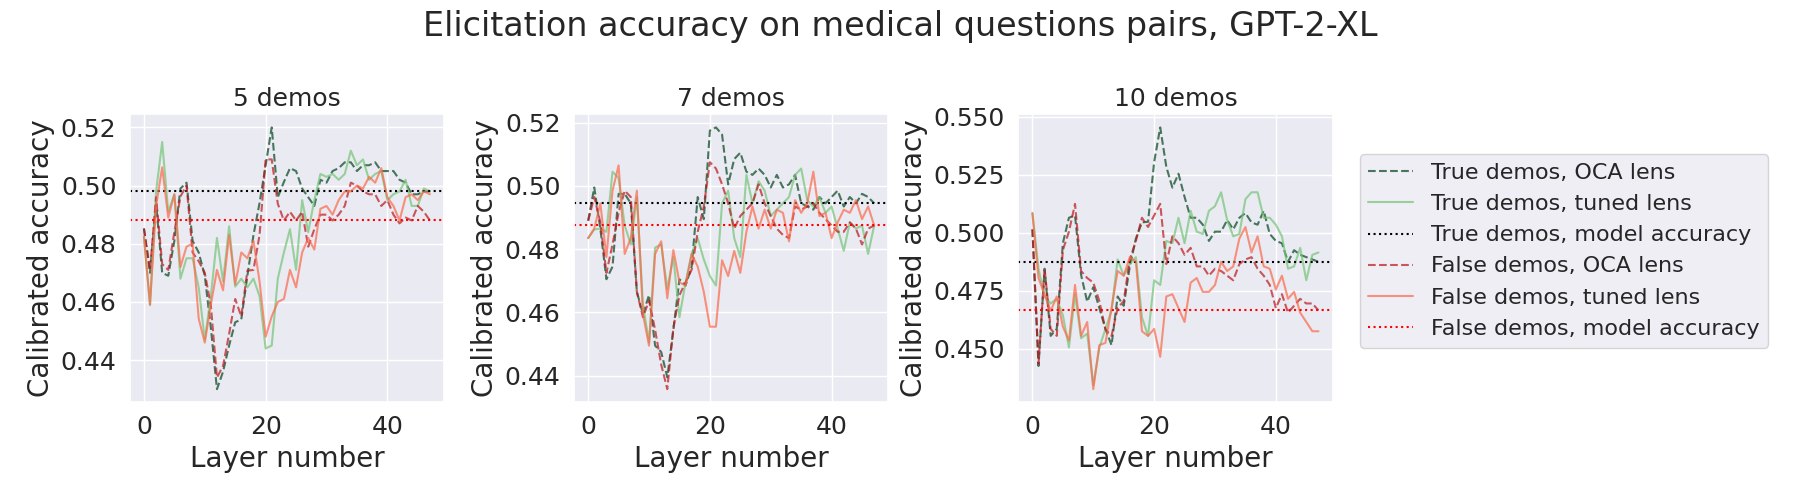 Elicitation accuracy on medical questions pairs, GPT-2-XL
5 demos
Calibrated accuracy
0.52
0.50
0.48
0.46
0.44
0
20
40
Layer number
7 demos
Calibrated accuracy
0.52
0.50
0.48
0.46
0.44
0
20
40
Layer number
10 demos
Calibrated accuracy
0.550
0.525
0.500
0.475
0.450
0
20
40
Layer number
True demos, OCA lens
True demos, tuned lens
True demos, model accuracy
False demos, OCA lens
False demos, tuned lens
False demos, model accuracy